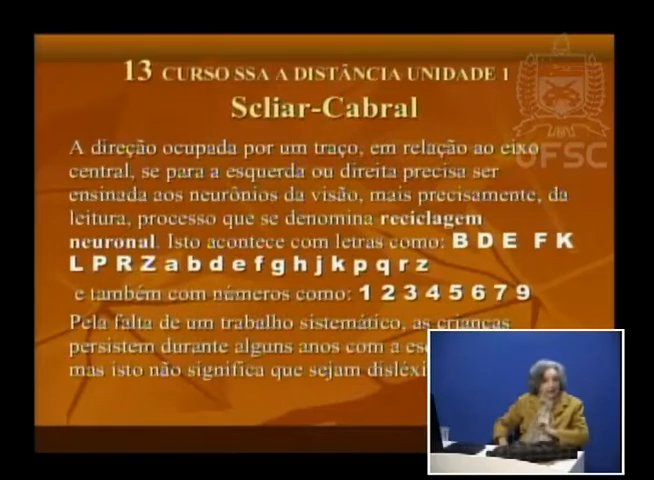 13 CURSO SSA A DISTÂNCIA UNIDADE 1
Scliar-Cabral
UFSC
A direção ocupada por um traço, em relação ao eixo
central, se para a esquerda ou direita precisa ser
ensinada aos neurônios da visão, mais precisamente, da
leitura, processo que se denomina reciclagem
neuronal. Isto acontece com letras como: B D E F K
L P R Z a b d e f g h j k p q r z
e também com números como: 1 2 3 4 5 6 7 9
Pela falta de um trabalho sistemático, as crianças
persistem durante alguns anos com a
mas isto não significa que sejam